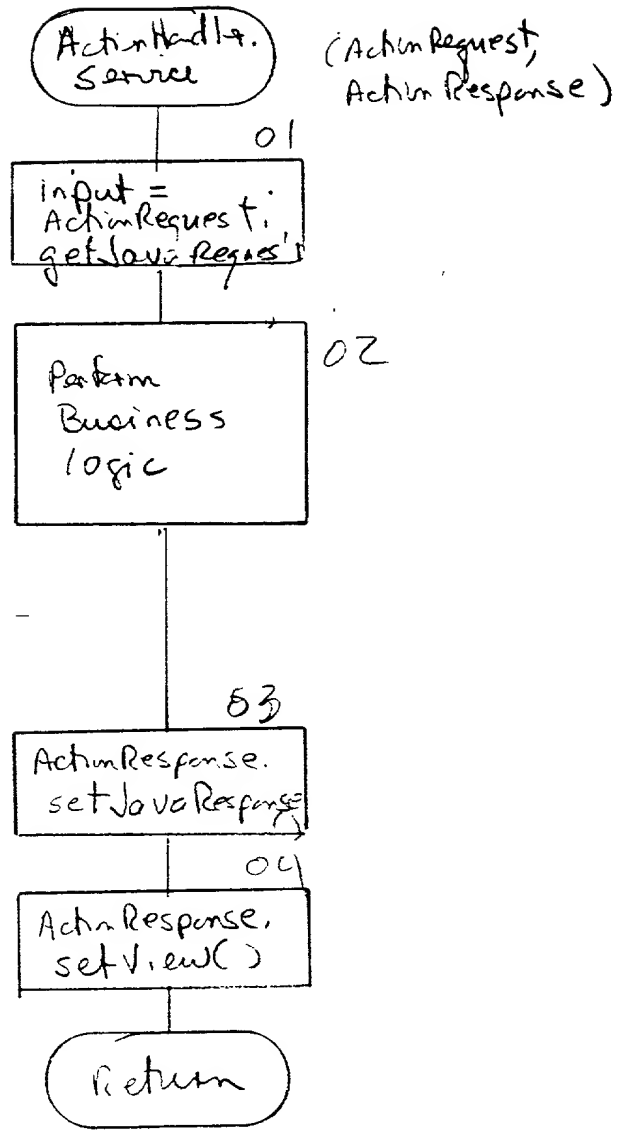 ActionHandler.
service
(ActionRequest,
ActionResponse)
01
input =
ActionRequest.
getJavaRequest
02
Perform
Business
logic
03
ActionResponse.
setJavaResponse
()
04
ActionResponse.
setView()
Return